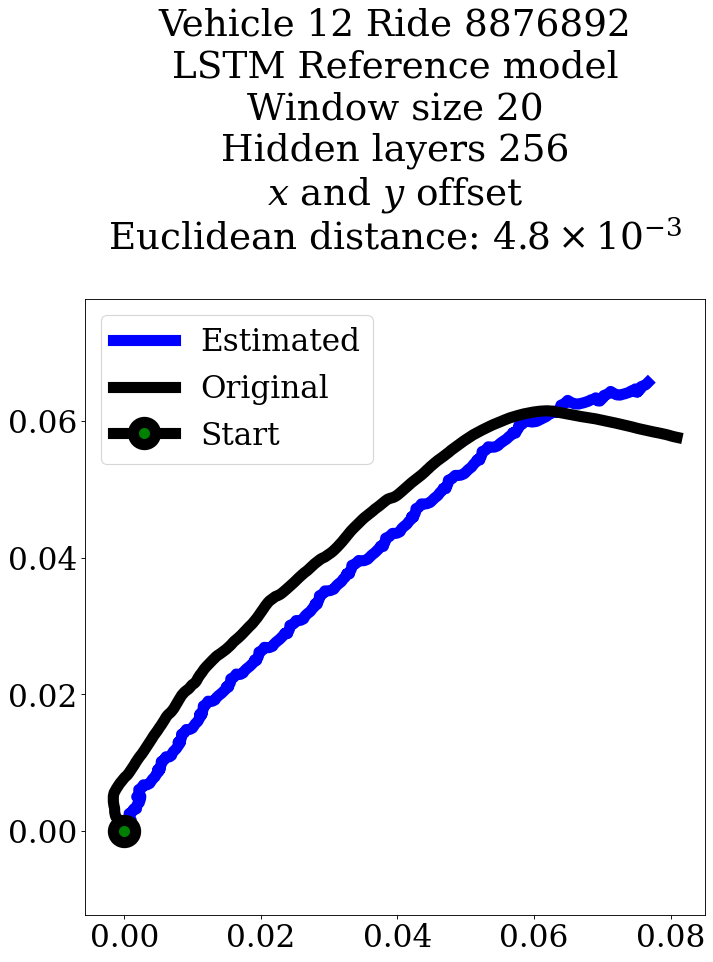 Vehicle 12 Ride 8876892
LSTM Reference model
Window size 20
Hidden layers 256
x and y offset
Euclidean distance: 4.8 × 10⁻³
Estimated
Original
Start
0.06
0.04
0.02
0.00
0.00 0.02 0.04 0.06 0.08